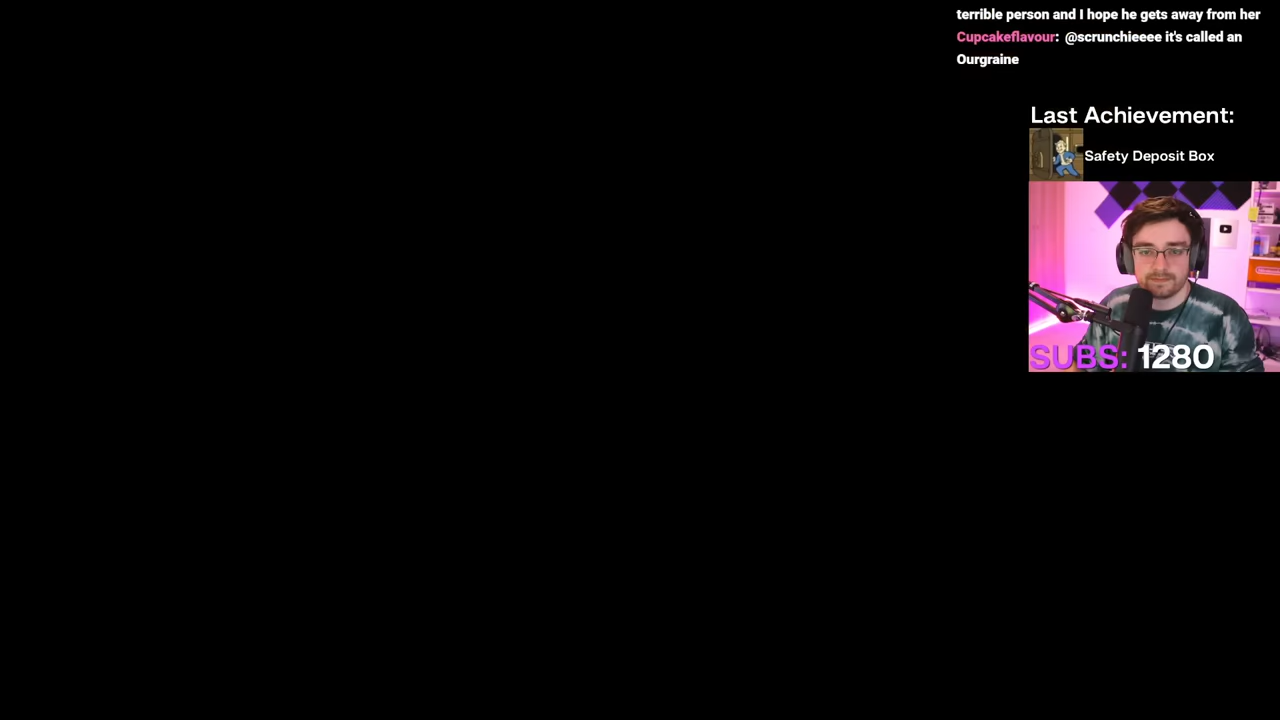 terrible person and I hope he gets away from her
Cupcakeflavour: @scrunchieeee it's called an
Ourgraine
Last Achievement:
Safety Deposit Box
SUBS: 1280